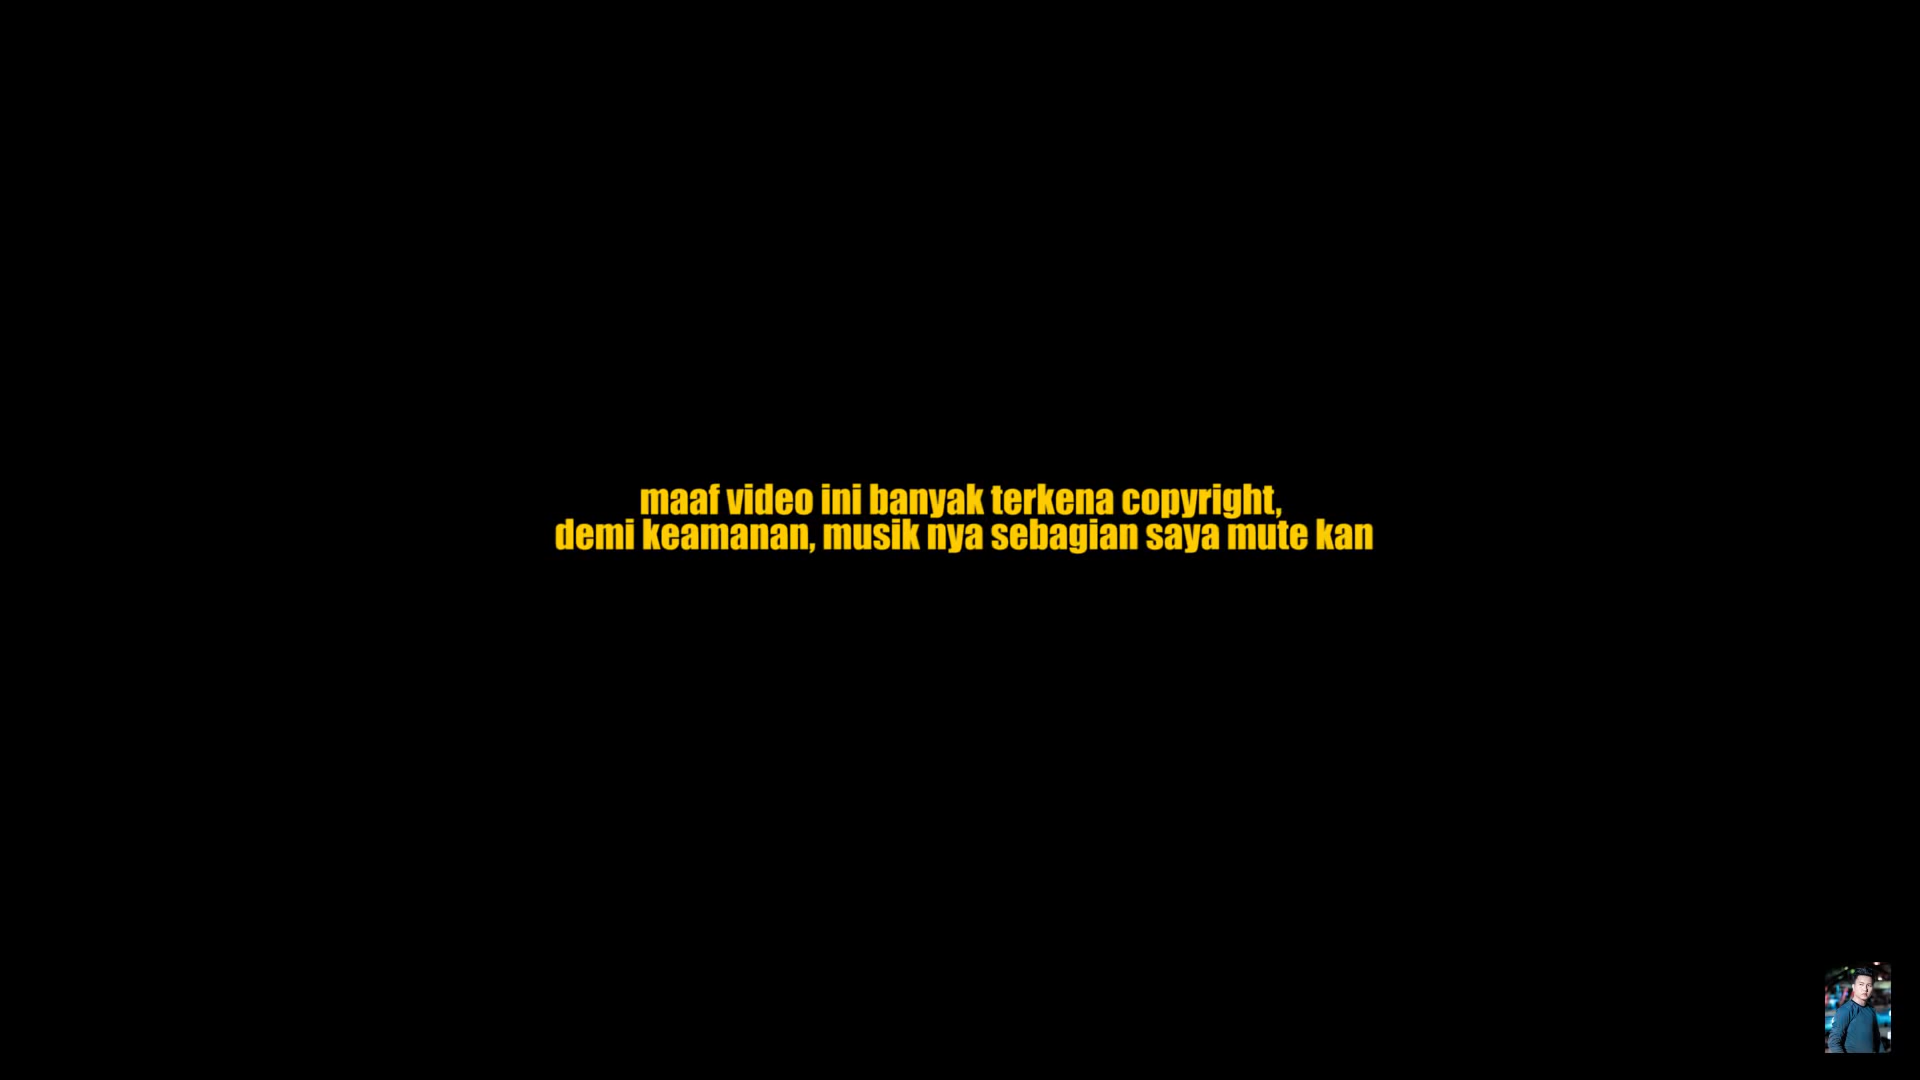 maaf video ini banyak terkena copyright,
demi keamanan, musik nya sebagian saya mute kan